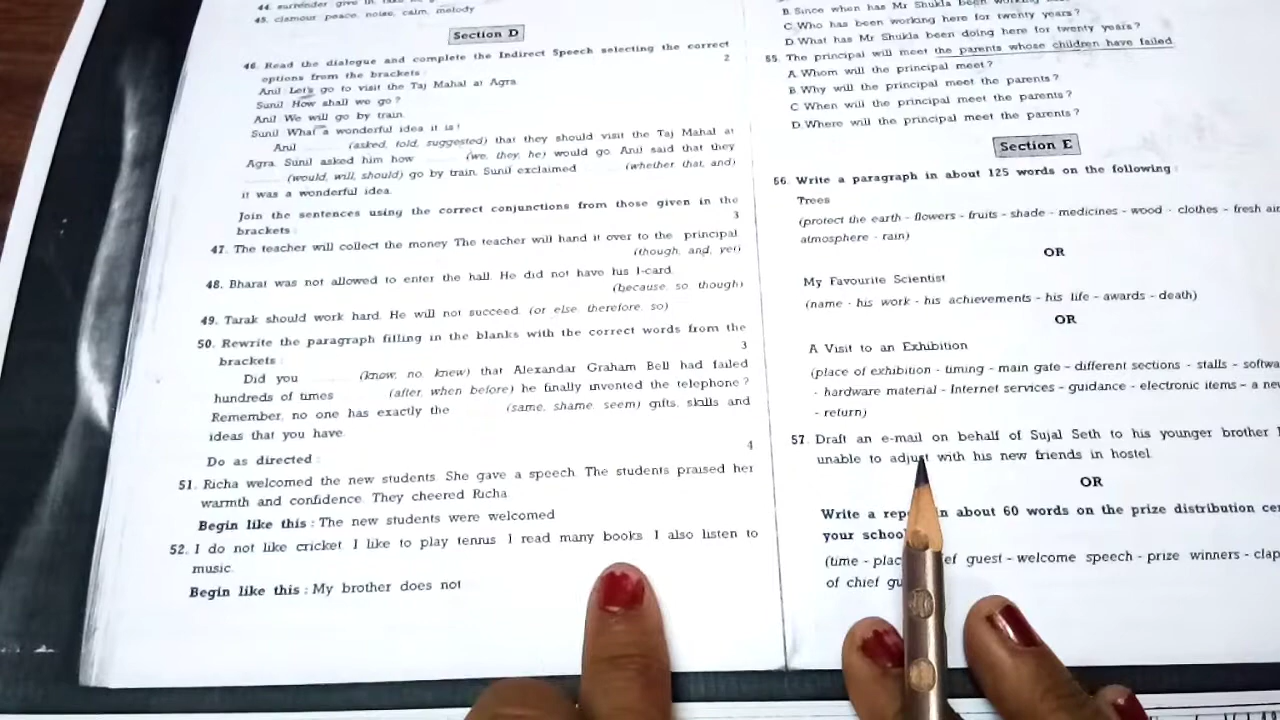 44. surrender give in
45. clamour peace, noise, calm, melody
Section D
46. Read the dialogue and complete the Indirect Speech selecting the correct
options from the brackets :
2
Anil Let's go to visit the Taj Mahal at Agra
Sunil How shall we go?
Anil We will go by train.
Sunil What a wonderful idea it is!
Anil (asked, told, suggested) that they should visit the Taj Mahal at
Agra. Sunil asked him how (we, they, he) would go. Anil said that they
(would, will, should) go by train. Sunil exclaimed (whether that, and)
it was a wonderful idea.
Join the sentences using the correct conjunctions from those given in the
brackets :
3
47. The teacher will collect the money The teacher will hand it over to the principal
(though, and, yet)
48. Bharat was not allowed to enter the hall. He did not have his I-card.
(because, so, though)
49. Tarak should work hard. He will not succeed. (or else, therefore, so)
50. Rewrite the paragraph filling in the blanks with the correct words from the
brackets :
3
Did you (know, no, knew) that Alexandar Graham Bell had failed
hundreds of times (after, when before) he finally invented the telephone?
Remember, no one has exactly the (same, shame, seem) gifts, skills and
ideas that you have.
Do as directed :
4
51. Richa welcomed the new students. She gave a speech. The students praised her
warmth and confidence. They cheered Richa
Begin like this : The new students were welcomed
52. I do not like cricket I like to play tennis I read many books I also listen to
music.
Begin like this : My brother does not
B. Since when has Mr Shukla been
C. Who has been working here for twenty years?
D. What has Mr Shukla been doing here for twenty years?
55. The principal will meet the parents whose children have failed.
A. Whom will the principal meet?
B. Why will the principal meet the parents?
C. When will the principal meet the parents?
D. Where will the principal meet the parents?
Section E
56. Write a paragraph in about 125 words on the following :
Trees
(protect the earth - flowers - fruits - shade - medicines - wood - clothes - fresh air
atmosphere - rain)
OR
My Favourite Scientist
(name - his work - his achievements - his life - awards - death)
OR
A Visit to an Exhibition
(place of exhibition - timing - main gate - different sections - stalls -
- hardware material - Internet services - guidance - electronic items - a
- return)
57. Draft an e-mail on behalf of Sujal Seth to his younger brother
unable to adjust with his new friends in hostel.
OR
Write a in about 60 words on the prize distribution
your
(time - guest - welcome speech - prize winners -
of chief